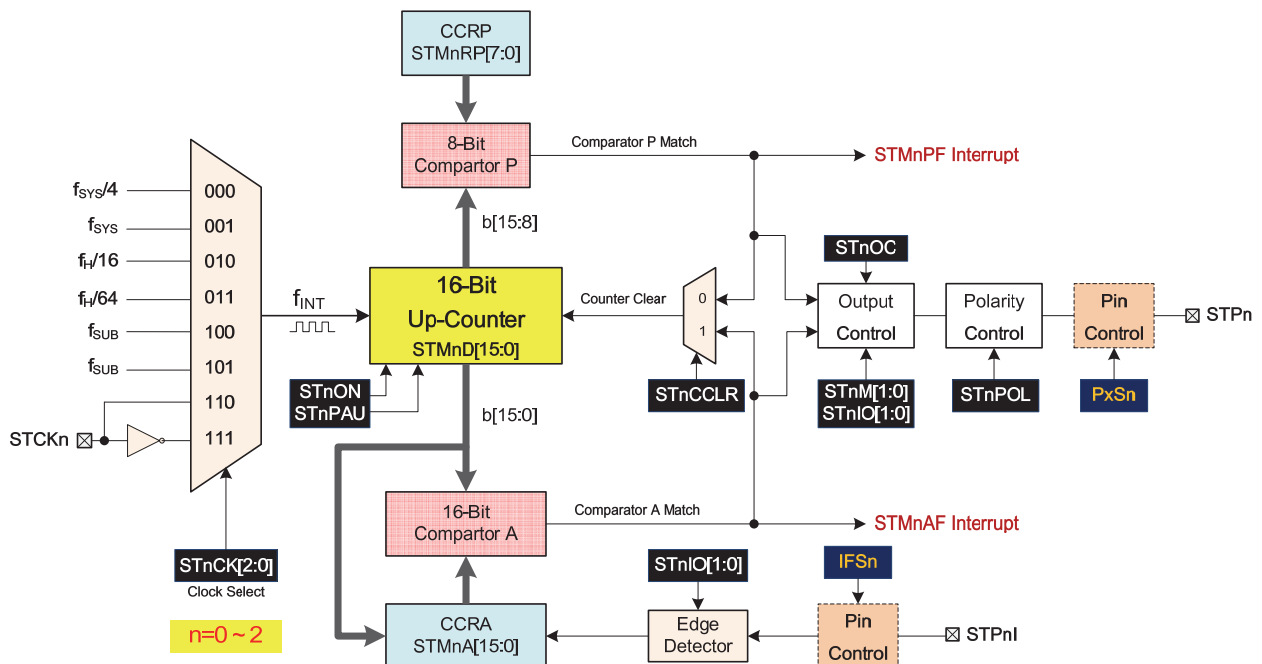 CCRP
STMnRP[7:0]
8-Bit
Compartor P
Comparator P Match
STMnPF Interrupt
b[15:8]
fSYS/4
000
fSYS
001
fH/16
010
fH/64
011
fSUB
100
fSUB
101
110
111
STCKn
fINT
16-Bit
Up-Counter
STMnD[15:0]
Counter Clear
0
1
STnOC
Output
Control
Polarity
Control
Pin
Control
STPn
STnON
STnPAU
STnCCLR
STnM[1:0]
STnIO[1:0]
STnPOL
PxSn
b[15:0]
16-Bit
Compartor A
Comparator A Match
STMnAF Interrupt
STnCK[2:0]
Clock Select
n=0 ~ 2
STnIO[1:0]
IFSn
CCRA
STMnA[15:0]
Edge
Detector
Pin
Control
STPnI